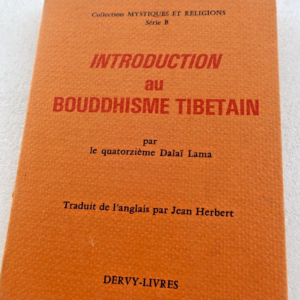 Collection MYSTIQUES ET RELIGIONS
Série B
INTRODUCTION
au
BOUDDHISME TIBETAIN
par
le quatorzième Dalaï Lama
Traduit de l'anglais par Jean Herbert
DERVY-LIVRES